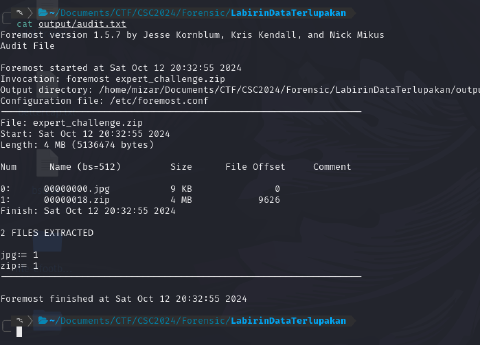 cat output/audit.txt
Foremost version 1.5.7 by Jesse Kornblum, Kris Kendall, and Nick Mikus
Audit File
Foremost started at Sat Oct 12 20:32:55 2024
Invocation: foremost expert_challenge.zip
Output directory: /home/mizar/Documents/CTF/CSC2024/Forensic/LabirinDataTerlupakan/outpu
Configuration file: /etc/foremost.conf
File: expert_challenge.zip
Start: Sat Oct 12 20:32:55 2024
Length: 4 MB (5136474 bytes)
Num Name (bs=512) Size File Offset Comment
0: 00000000.jpg 9 KB 0
1: 00000018.zip 4 MB 9626
Finish: Sat Oct 12 20:32:55 2024
2 FILES EXTRACTED
jpg:= 1
zip:= 1
Foremost finished at Sat Oct 12 20:32:55 2024
~/Documents/CTF/CSC2024/Forensic/LabirinDataTerlupakan